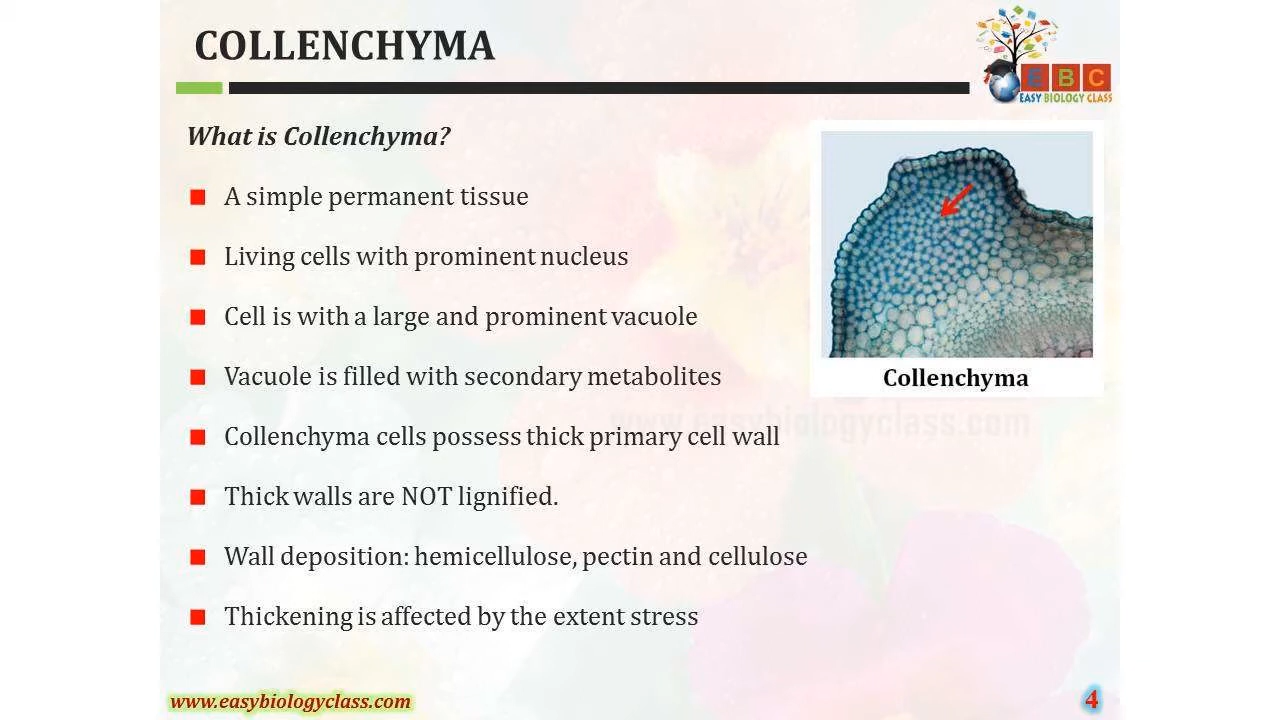 COLLENCHYMA
E B C
EASY BIOLOGY CLASS
What is Collenchyma?
A simple permanent tissue
Living cells with prominent nucleus
Cell is with a large and prominent vacuole
Vacuole is filled with secondary metabolites
Collenchyma cells possess thick primary cell wall
Thick walls are NOT lignified.
Wall deposition: hemicellulose, pectin and cellulose
Thickening is affected by the extent stress
Collenchyma
www.easybiologyclass.com
www.easybiologyclass.com
4